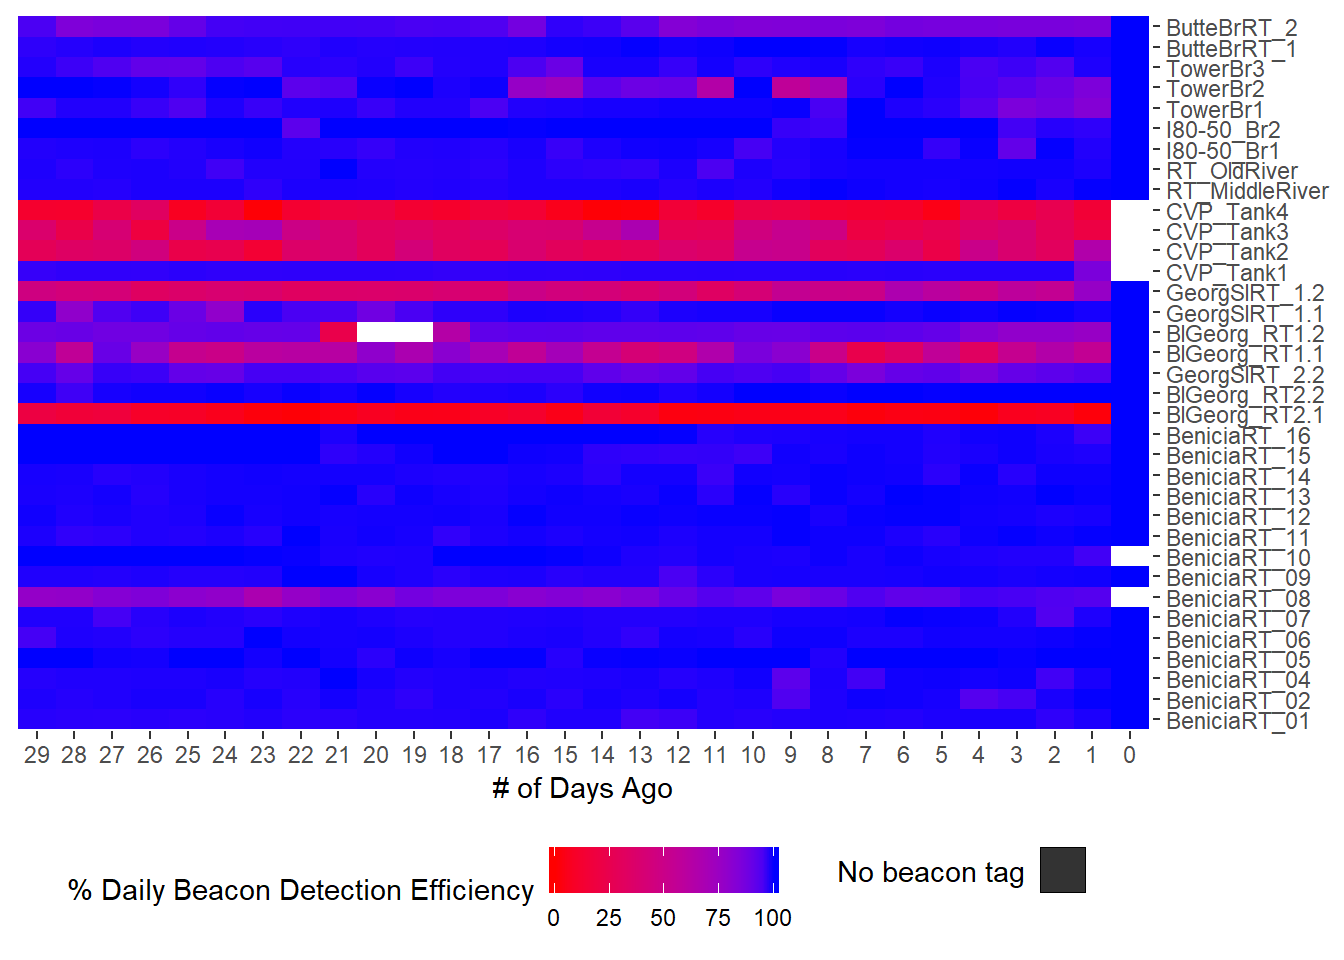 ButteBrRT_2
ButteBrRT_1
TowerBr3
TowerBr2
TowerBr1
I80-50_Br2
I80-50_Br1
RT_OldRiver
RT_MiddleRiver
CVP_Tank4
CVP_Tank3
CVP_Tank2
CVP_Tank1
GeorgSlRT_1.2
GeorgSlRT_1.1
BlGeorg_RT1.2
BlGeorg_RT1.1
GeorgSlRT_2.2
BlGeorg_RT2.2
BlGeorg_RT2.1
BeniciaRT_16
BeniciaRT_15
BeniciaRT_14
BeniciaRT_13
BeniciaRT_12
BeniciaRT_11
BeniciaRT_10
BeniciaRT_09
BeniciaRT_08
BeniciaRT_07
BeniciaRT_06
BeniciaRT_05
BeniciaRT_04
BeniciaRT_02
BeniciaRT_01
29 28 27 26 25 24 23 22 21 20 19 18 17 16 15 14 13 12 11 10 9 8 7 6 5 4 3 2 1 0
# of Days Ago
% Daily Beacon Detection Efficiency
0 25 50 75 100
No beacon tag